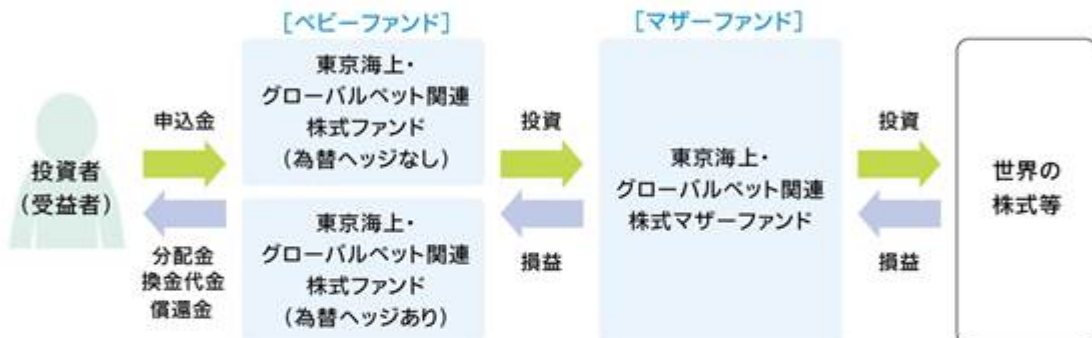 [ベビーファンド]
[マザーファンド]
投資者
(受益者)
申込金
分配金
換金代金
償還金
東京海上・
グローバルペット関連
株式ファンド
(為替ヘッジなし)
東京海上・
グローバルペット関連
株式ファンド
(為替ヘッジあり)
投資
損益
東京海上・
グローバルペット関連
株式マザーファンド
投資
損益
世界の
株式等